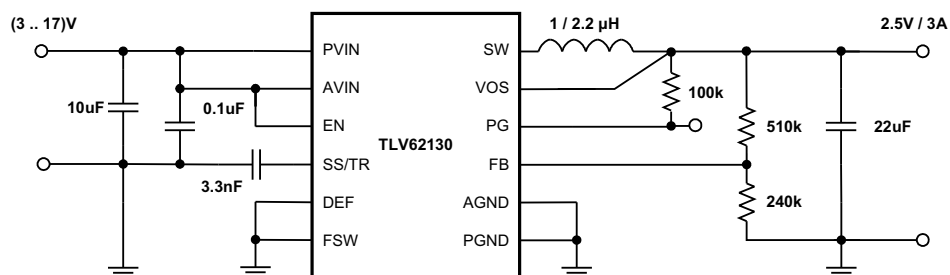 (3 .. 17)V
1 / 2.2 µH
2.5V / 3A
PVIN
SW
AVIN
VOS
10uF
0.1uF
100k
EN
PG
510k
22uF
TLV62130
SS/TR
FB
3.3nF
240k
DEF
AGND
FSW
PGND